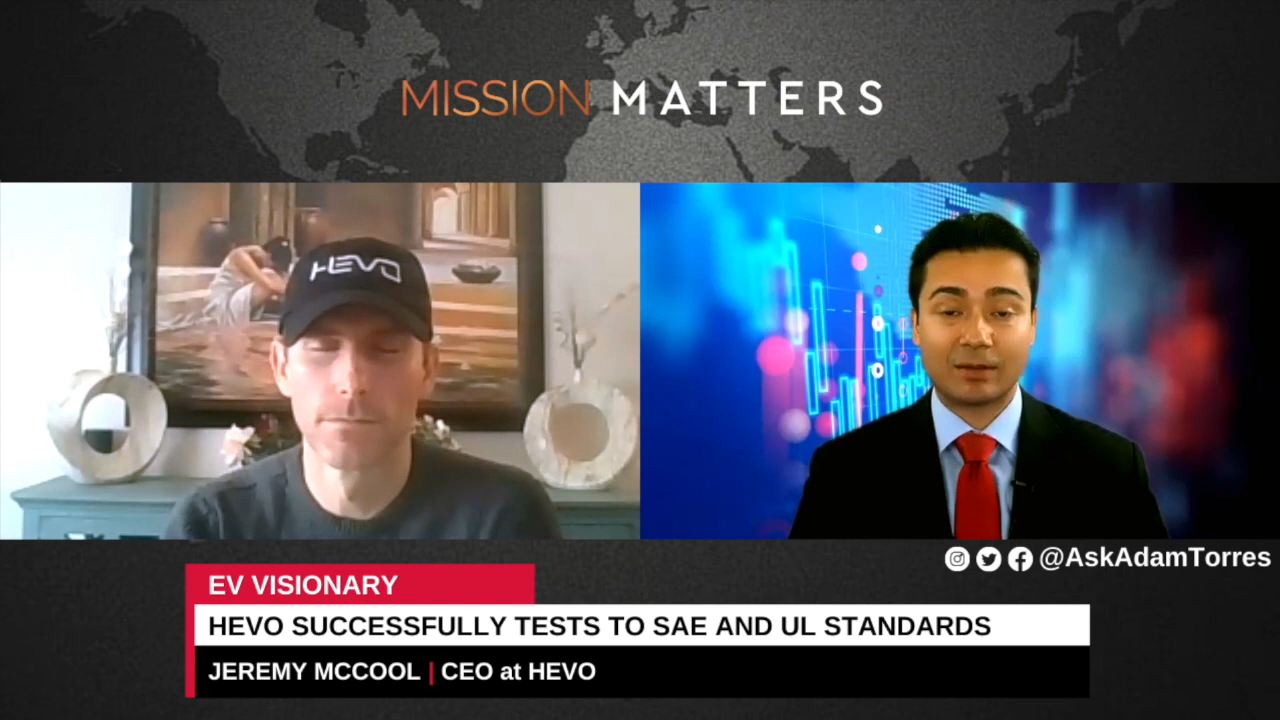 MISSION MATTERS
HEVO
@AskAdamTorres
EV VISIONARY
HEVO SUCCESSFULLY TESTS TO SAE AND UL STANDARDS
JEREMY MCCOOL | CEO at HEVO